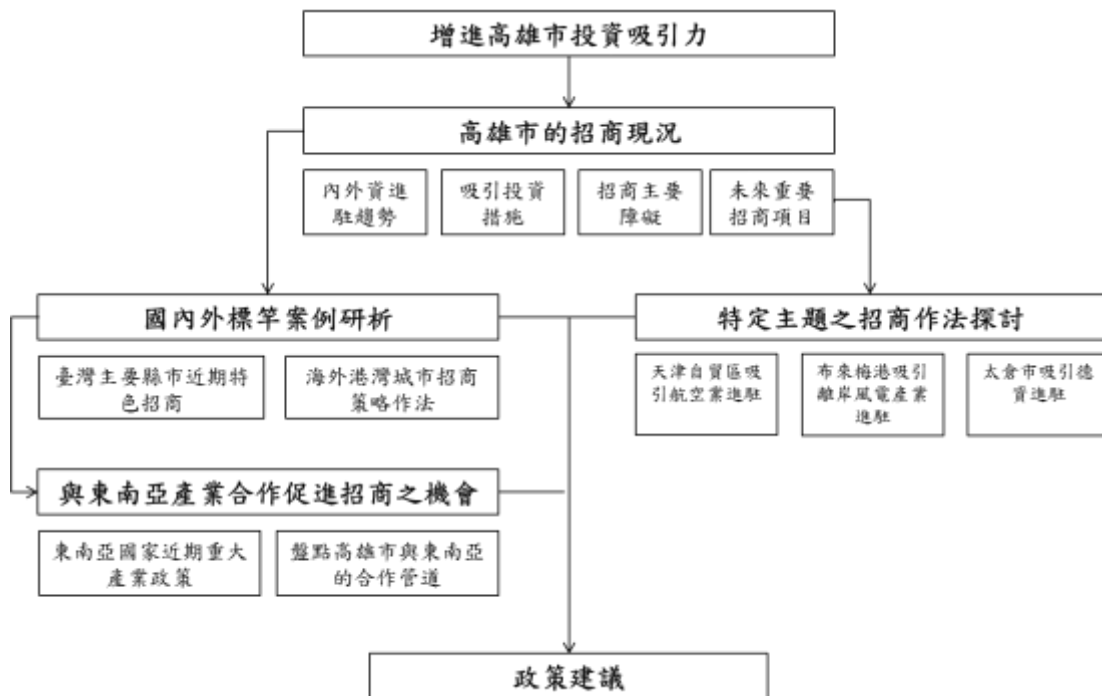 增進高雄市投資吸引力
高雄市的招商現況
內外資進
駐趨勢
吸引投資
措施
招商主要
障礙
未來重要
招商項目
國內外標竿案例研析
臺灣主要縣市近期特
色招商
海外港灣城市招商
策略作法
特定主題之招商作法探討
天津自貿區吸
引航空業進駐
布來梅港吸引
離岸風電產業
進駐
太倉市吸引德
資進駐
與東南亞產業合作促進招商之機會
東南亞國家近期重大
產業政策
盤點高雄市與東南亞
的合作管道
政策建議